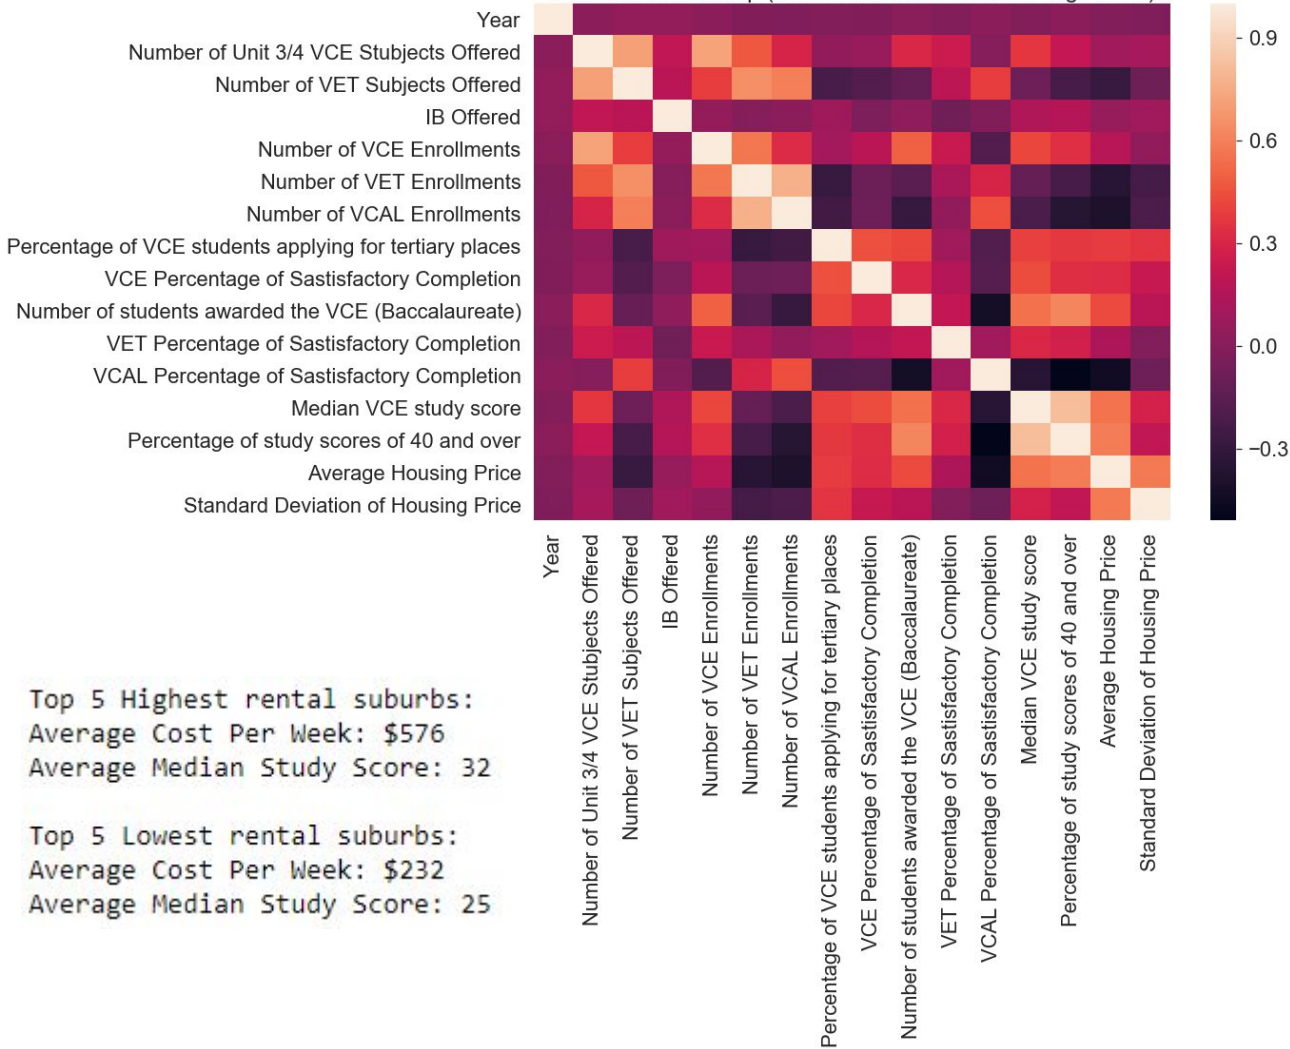 Year
Number of Unit 3/4 VCE Stubjects Offered
Number of VET Subjects Offered
IB Offered
Number of VCE Enrollments
Number of VET Enrollments
Number of VCAL Enrollments
Percentage of VCE students applying for tertiary places
VCE Percentage of Sastisfactory Completion
Number of students awarded the VCE (Baccalaureate)
VET Percentage of Sastisfactory Completion
VCAL Percentage of Sastisfactory Completion
Median VCE study score
Percentage of study scores of 40 and over
Average Housing Price
Standard Deviation of Housing Price
0.9
0.6
0.3
0.0
−0.3
Year
Number of Unit 3/4 VCE Stubjects Offered
Number of VET Subjects Offered
IB Offered
Number of VCE Enrollments
Number of VET Enrollments
Number of VCAL Enrollments
Percentage of VCE students applying for tertiary places
VCE Percentage of Sastisfactory Completion
Number of students awarded the VCE (Baccalaureate)
VET Percentage of Sastisfactory Completion
VCAL Percentage of Sastisfactory Completion
Median VCE study score
Percentage of study scores of 40 and over
Average Housing Price
Standard Deviation of Housing Price
Top 5 Highest rental suburbs:
Average Cost Per Week: $576
Average Median Study Score: 32
Top 5 Lowest rental suburbs:
Average Cost Per Week: $232
Average Median Study Score: 25